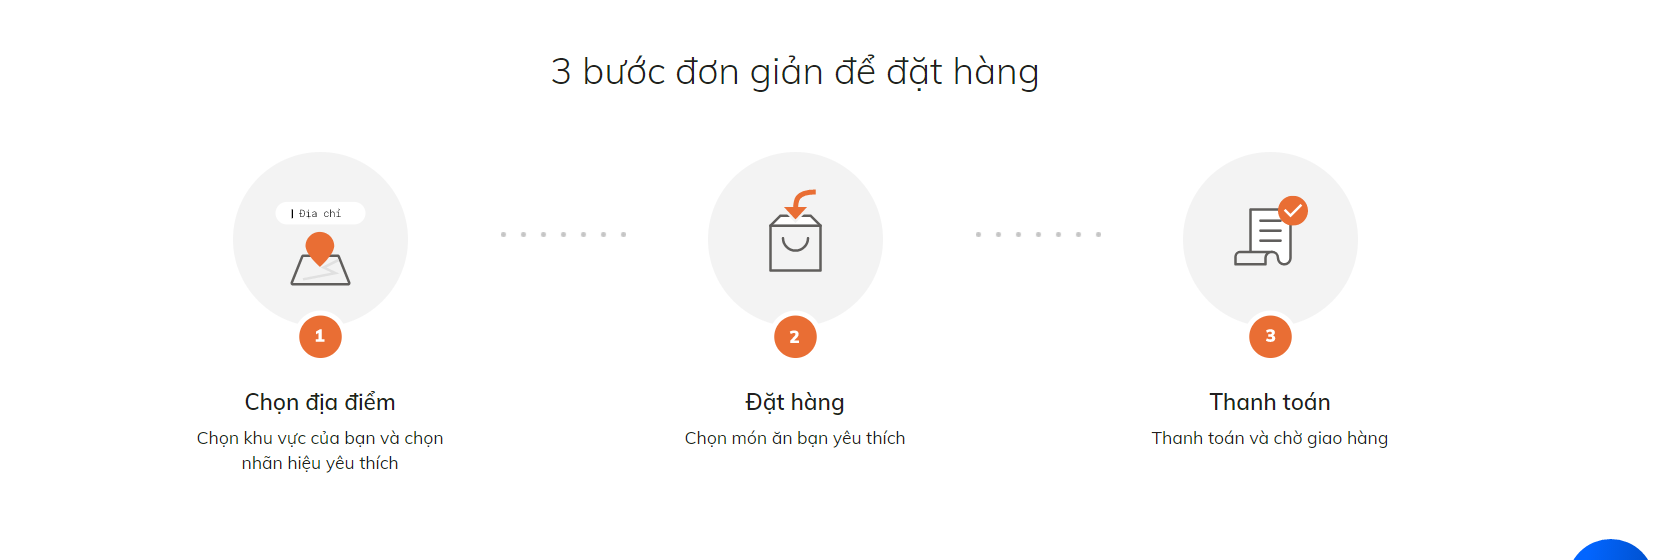 3 bước đơn giản để đặt hàng
Địa chỉ
1
2
3
Chọn địa điểm
Đặt hàng
Thanh toán
Chọn khu vực của bạn và chọn
nhãn hiệu yêu thích
Chọn món ăn bạn yêu thích
Thanh toán và chờ giao hàng